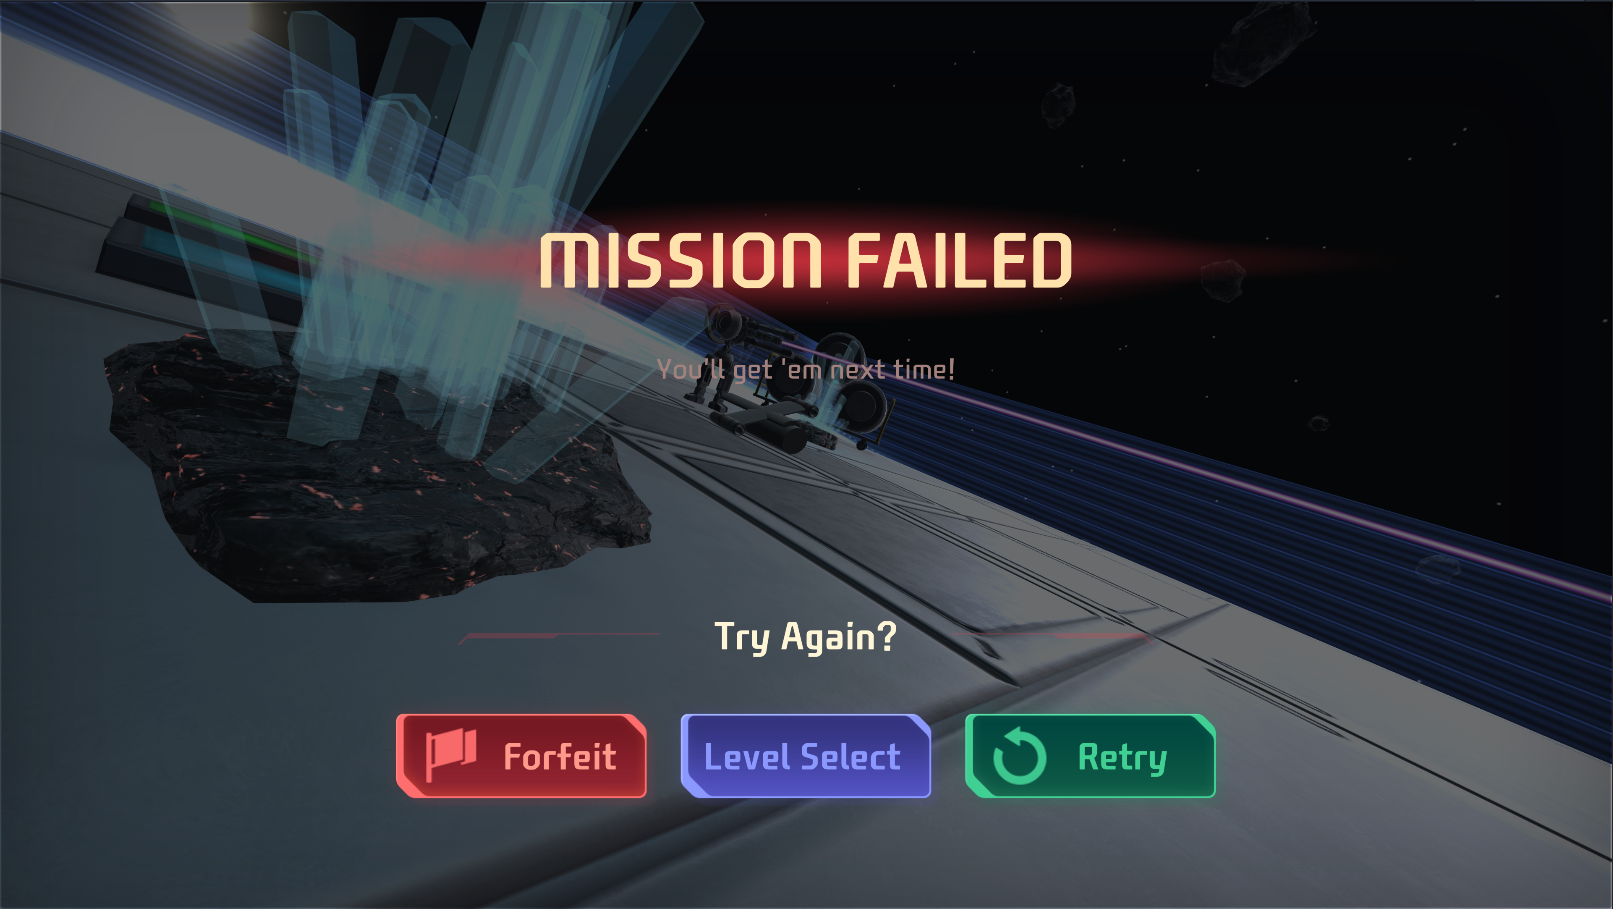 MISSION FAILED
You'll get 'em next time!
Try Again?
Forfeit
Level Select
Retry